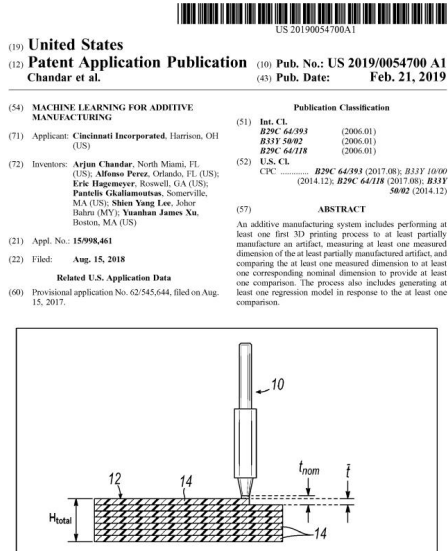 US 20190054700A1
(19) United States
(12) Patent Application Publication (10) Pub. No.: US 2019/0054700 A1
Chandar et al. (43) Pub. Date: Feb. 21, 2019
(54) MACHINE LEARNING FOR ADDITIVE
MANUFACTURING
(71) Applicant: Cincinnati Incorporated, Harrison, OH
(US)
(72) Inventors: Arjun Chandar, North Miami, FL
(US); Alfonso Perez, Orlando, FL (US);
Eric Hagemeyer, Roswell, GA (US);
Pantelis Gkaliamoutsas, Somerville,
MA (US); Shien Yang Lee, Johor
Bahru (MY); Yuanhan James Xu,
Boston, MA (US)
(21) Appl. No.: 15/998,461
(22) Filed: Aug. 15, 2018
Related U.S. Application Data
(60) Provisional application No. 62/545,644, filed on Aug.
15, 2017.
Publication Classification
(51) Int. Cl.
B29C 64/393 (2006.01)
B33Y 50/02 (2006.01)
B29C 64/118 (2006.01)
(52) U.S. Cl.
CPC ............ B29C 64/393 (2017.08); B33Y 10/00
(2014.12); B29C 64/118 (2017.08); B33Y
50/02 (2014.12)
(57) ABSTRACT
An additive manufacturing system includes performing at
least one first 3D printing process to at least partially
manufacture an artifact, measuring at least one measured
dimension of the at least partially manufactured artifact, and
comparing the at least one measured dimension to at least
one corresponding nominal dimension to provide at least
one comparison. The process also includes generating at
least one regression model in response to the at least one
comparison.
10
12
14
tnom
t̄
Htotal
14